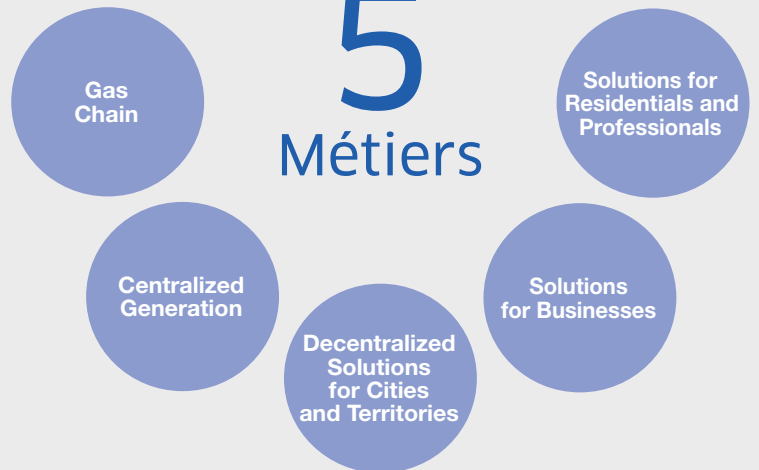 5
Métiers
Gas
Chain
Centralized
Generation
Decentralized
Solutions
for Cities
and Territories
Solutions
for Businesses
Solutions for
Residentials and
Professionals